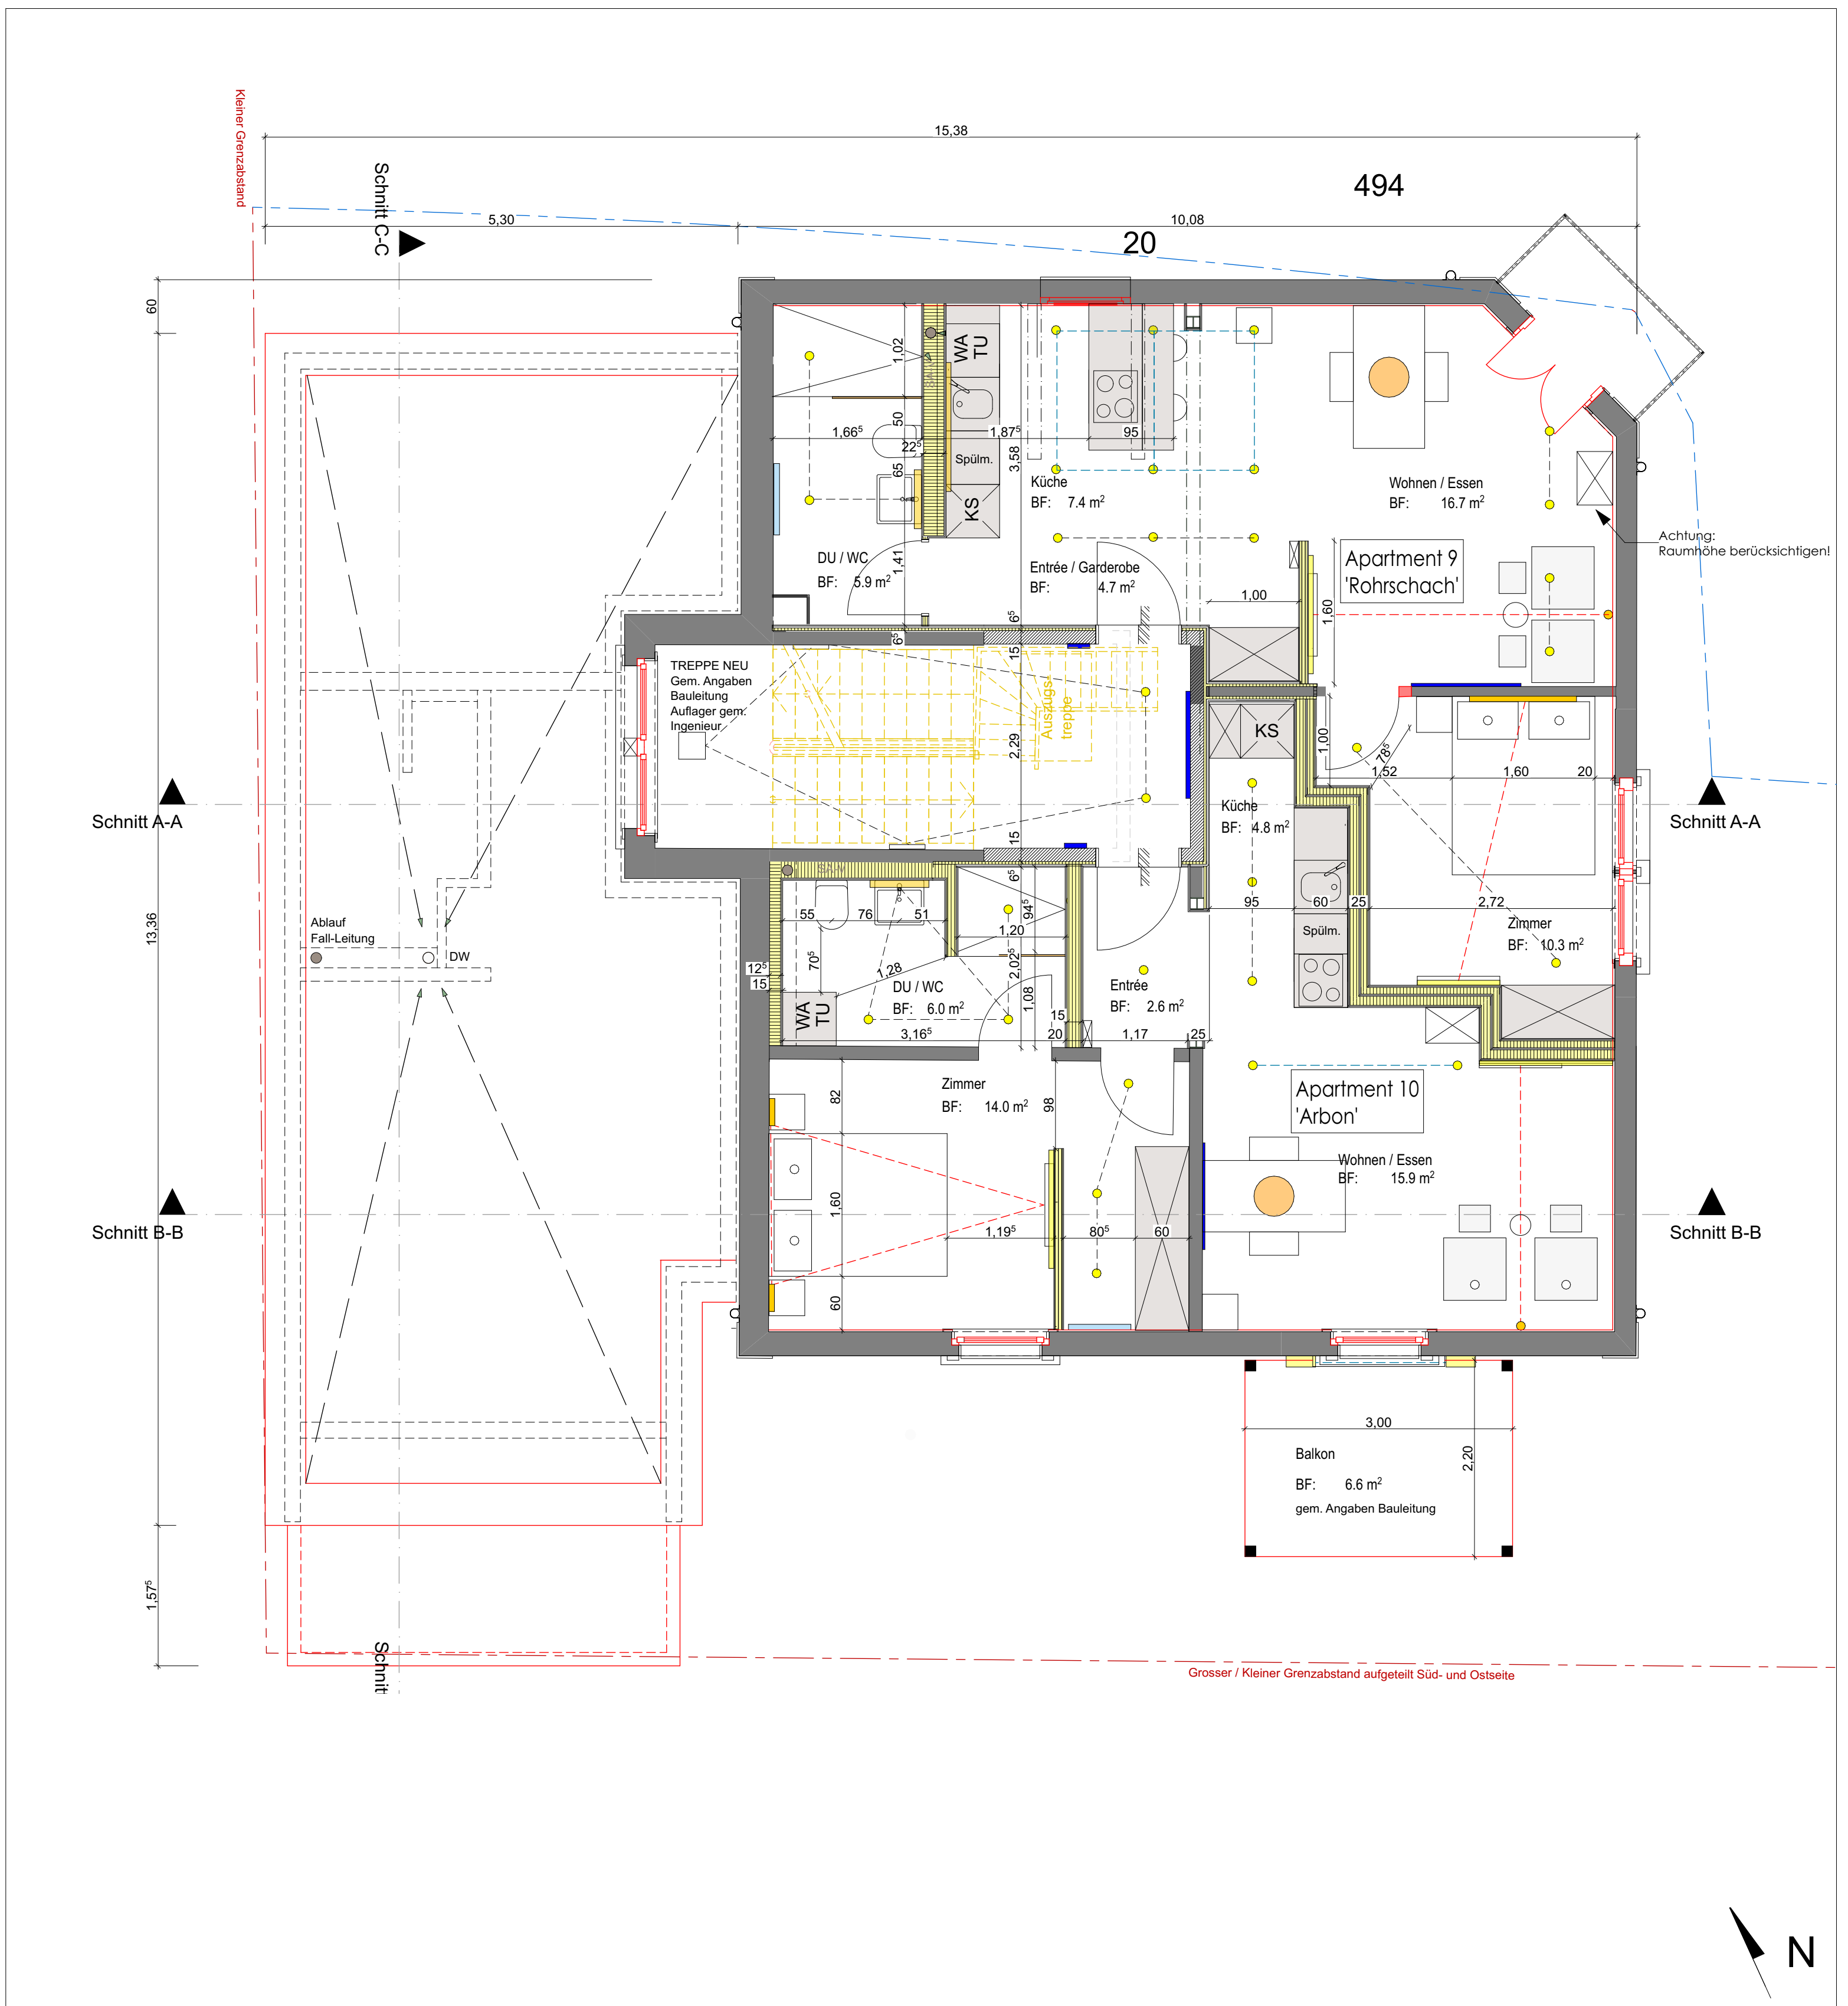 Kleiner Grenzabstand
15,38
Schnitt C-C
494
5,30
10,08
20
60
1,02
WA
TU
50
1,66⁵
22⁵
1,87⁵
95
65
3,58
Spülm.
KS
Küche
BF: 7.4 m²
Wohnen / Essen
BF: 16.7 m²
Achtung:
Raumhöhe berücksichtigen!
DU / WC
BF: 5.9 m²
1,41
Entrée / Garderobe
BF: 4.7 m²
Apartment 9
'Rohrschach'
1,00
1,60
6⁵
6⁵
15
TREPPE NEU
Gem. Angaben
Bauleitung
Auflager gem.
Ingenieur
Auszugs-
treppe
2,29
KS
1,00
78⁵
1,52
1,60
20
Schnitt A-A
Schnitt A-A
Küche
BF: 4.8 m²
15
6⁵
SA-V
55
76
51
94⁵
1,20
95
60
25
2,72
Ablauf
Fall-Leitung
DW
13,36
Spülm.
Zimmer
BF: 10.3 m²
12⁵
15
70⁵
1,28
2,02⁵
1,08
DU / WC
BF: 6.0 m²
WA
TU
Entrée
BF: 2.6 m²
15
3,16⁵
20
1,17
25
Zimmer
BF: 14.0 m²
82
98
Apartment 10
'Arbon'
Wohnen / Essen
BF: 15.9 m²
1,60
Schnitt B-B
1,19⁵
80⁵
60
Schnitt B-B
60
3,00
2,20
Balkon
BF: 6.6 m²
gem. Angaben Bauleitung
1,57⁵
Schnit
Grosser / Kleiner Grenzabstand aufgeteilt Süd- und Ostseite
N